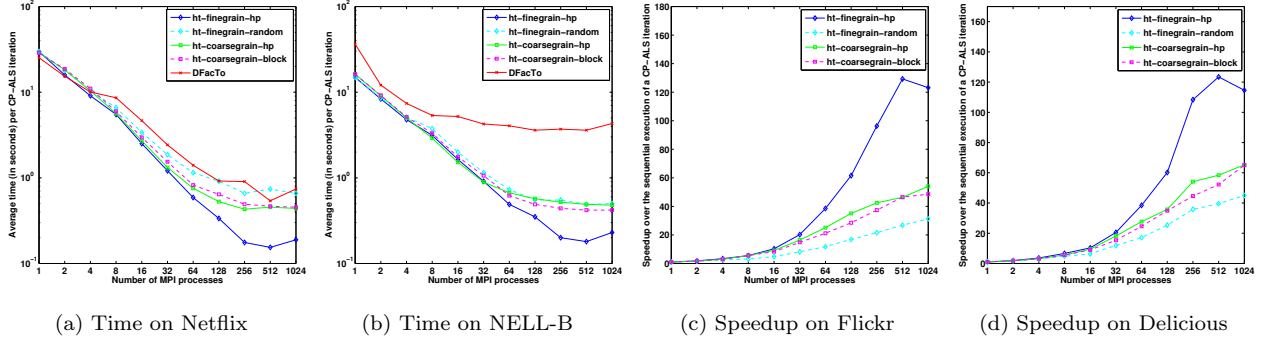 Average time (in seconds) per CP-ALS iteration
10^2
10^1
10^0
10^-1
1 2 4 8 16 32 64 128 256 512 1024
Number of MPI processes
ht-finegrain-hp
ht-finegrain-random
ht-coarsegrain-hp
ht-coarsegrain-block
DFacTo
(a) Time on Netflix
Average time (in seconds) per CP-ALS iteration
10^2
10^1
10^0
10^-1
1 2 4 8 16 32 64 128 256 512 1024
Number of MPI processes
ht-finegrain-hp
ht-finegrain-random
ht-coarsegrain-hp
ht-coarsegrain-block
DFacTo
(b) Time on NELL-B
Speedup over the sequential execution of a CP-ALS iteration
180
160
140
120
100
80
60
40
20
0
1 2 4 8 16 32 64 128 256 512 1024
Number of MPI processes
ht-finegrain-hp
ht-finegrain-random
ht-coarsegrain-hp
ht-coarsegrain-block
(c) Speedup on Flickr
Speedup over the sequential execution of a CP-ALS iteration
160
140
120
100
80
60
40
20
0
1 2 4 8 16 32 64 128 256 512 1024
Number of MPI processes
ht-finegrain-hp
ht-finegrain-random
ht-coarsegrain-hp
ht-coarsegrain-block
(d) Speedup on Delicious